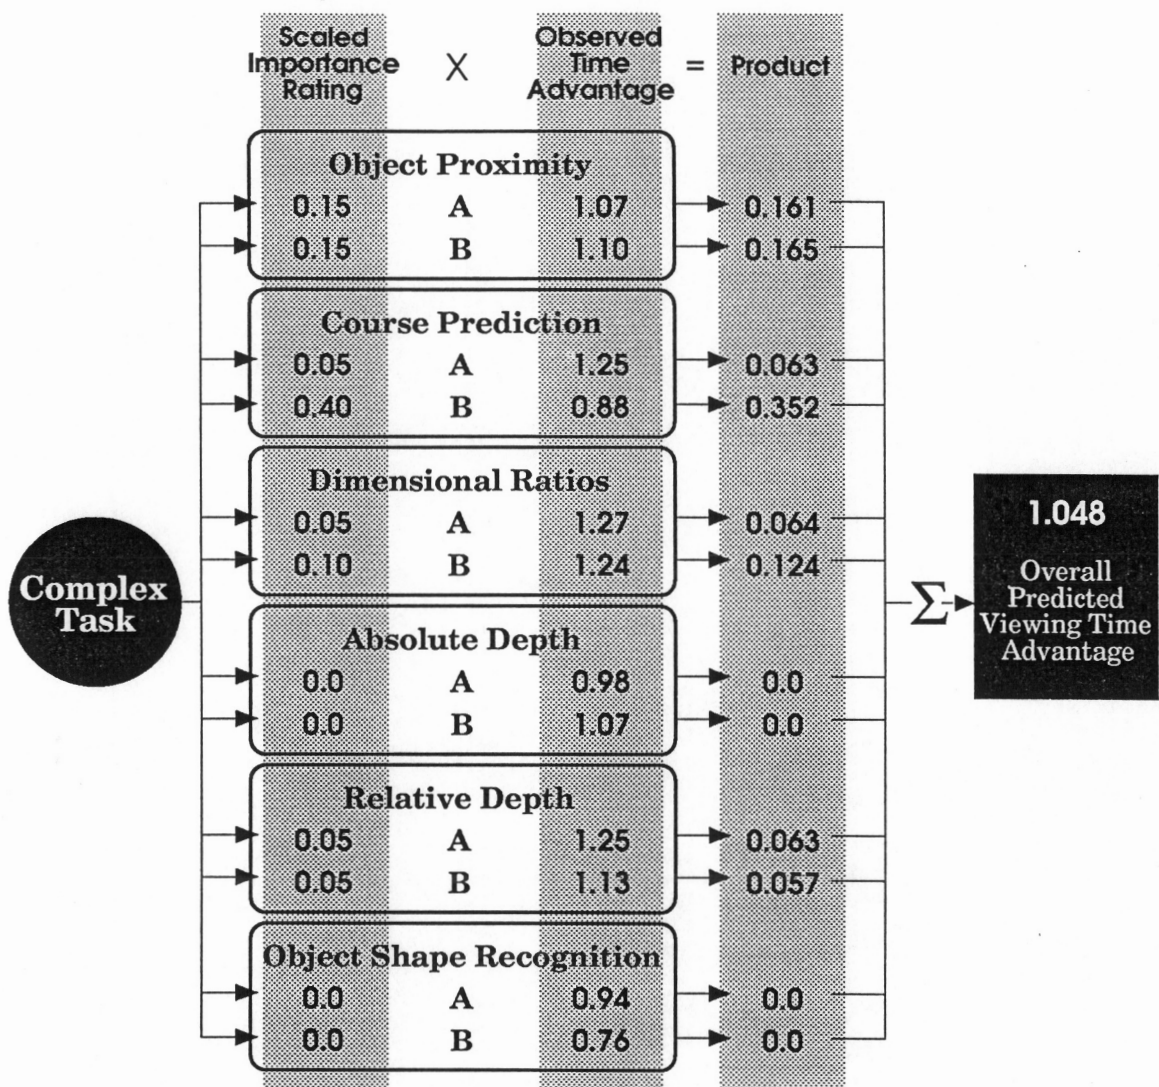 Scaled
Importance
Rating
X
Observed
Time
Advantage
=
Product
Object Proximity
0.15 A 1.07 0.161
0.15 B 1.10 0.165
Course Prediction
0.05 A 1.25 0.063
0.40 B 0.88 0.352
Dimensional Ratios
0.05 A 1.27 0.064
0.10 B 1.24 0.124
Absolute Depth
0.0 A 0.98 0.0
0.0 B 1.07 0.0
Relative Depth
0.05 A 1.25 0.063
0.05 B 1.13 0.057
Object Shape Recognition
0.0 A 0.94 0.0
0.0 B 0.76 0.0
Complex
Task
Σ
1.048
Overall
Predicted
Viewing Time
Advantage